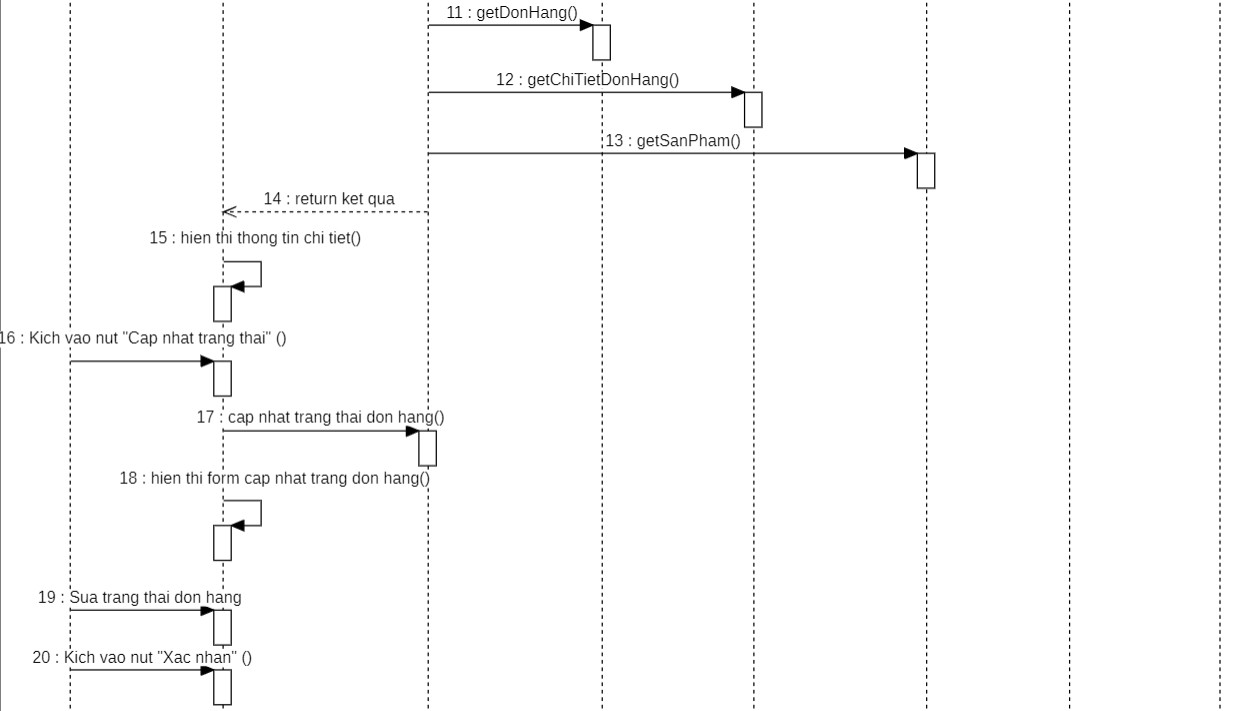 11 : getDonHang()
12 : getChiTietDonHang()
13 : getSanPham()
14 : return ket qua
15 : hien thi thong tin chi tiet()
16 : Kich vao nut "Cap nhat trang thai" ()
17 : cap nhat trang thai don hang()
18 : hien thi form cap nhat trang don hang()
19 : Sua trang thai don hang
20 : Kich vao nut "Xac nhan" ()